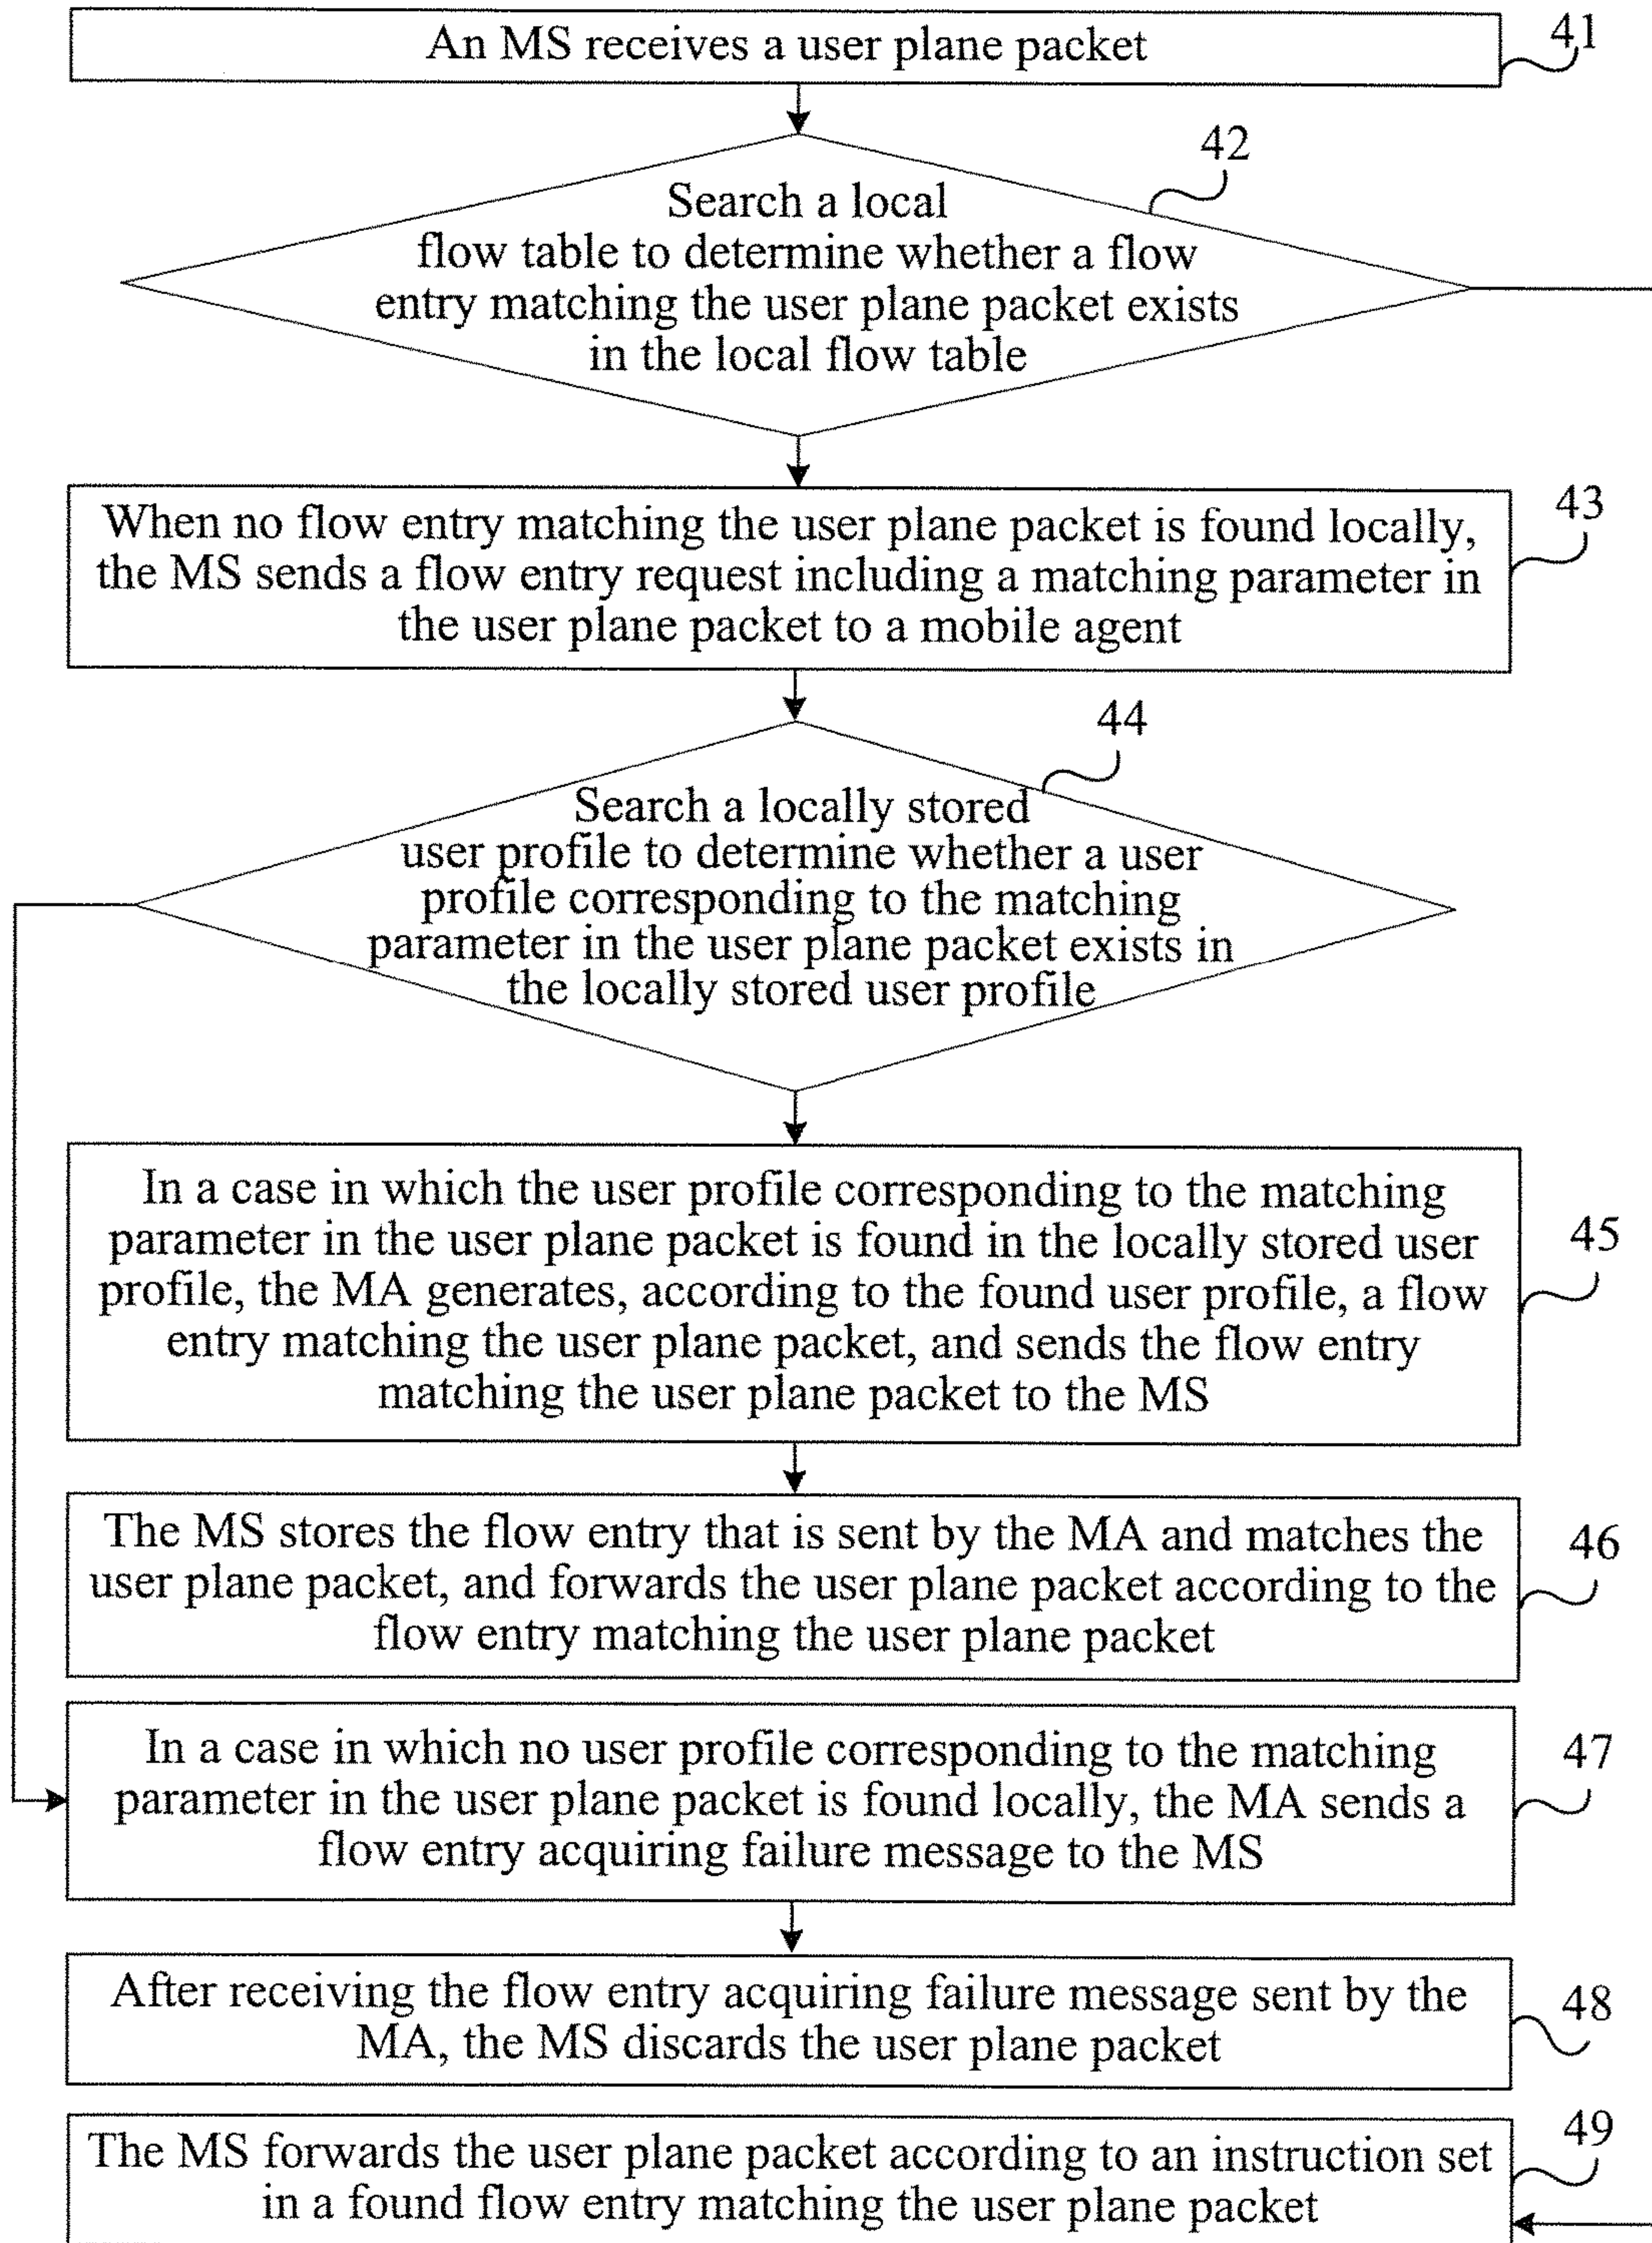 An MS receives a user plane packet
41
42
Search a local
flow table to determine whether a flow
entry matching the user plane packet exists
in the local flow table
When no flow entry matching the user plane packet is found locally,
the MS sends a flow entry request including a matching parameter in
the user plane packet to a mobile agent
43
44
Search a locally stored
user profile to determine whether a user
profile corresponding to the matching
parameter in the user plane packet exists in
the locally stored user profile
In a case in which the user profile corresponding to the matching
parameter in the user plane packet is found in the locally stored user
profile, the MA generates, according to the found user profile, a flow
entry matching the user plane packet, and sends the flow entry
matching the user plane packet to the MS
45
The MS stores the flow entry that is sent by the MA and matches the
user plane packet, and forwards the user plane packet according to the
flow entry matching the user plane packet
46
In a case in which no user profile corresponding to the matching
parameter in the user plane packet is found locally, the MA sends a
flow entry acquiring failure message to the MS
47
After receiving the flow entry acquiring failure message sent by the
MA, the MS discards the user plane packet
48
The MS forwards the user plane packet according to an instruction set
in a found flow entry matching the user plane packet
49